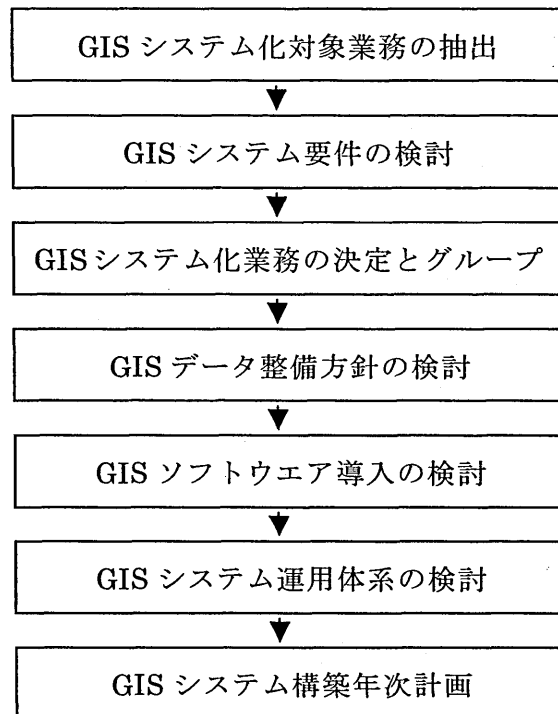 GIS システム化対象業務の抽出
GIS システム要件の検討
GISシステム化業務の決定とグループ
GIS データ整備方針の検討
GIS ソフトウエア導入の検討
GIS システム運用体系の検討
GIS システム構築年次計画